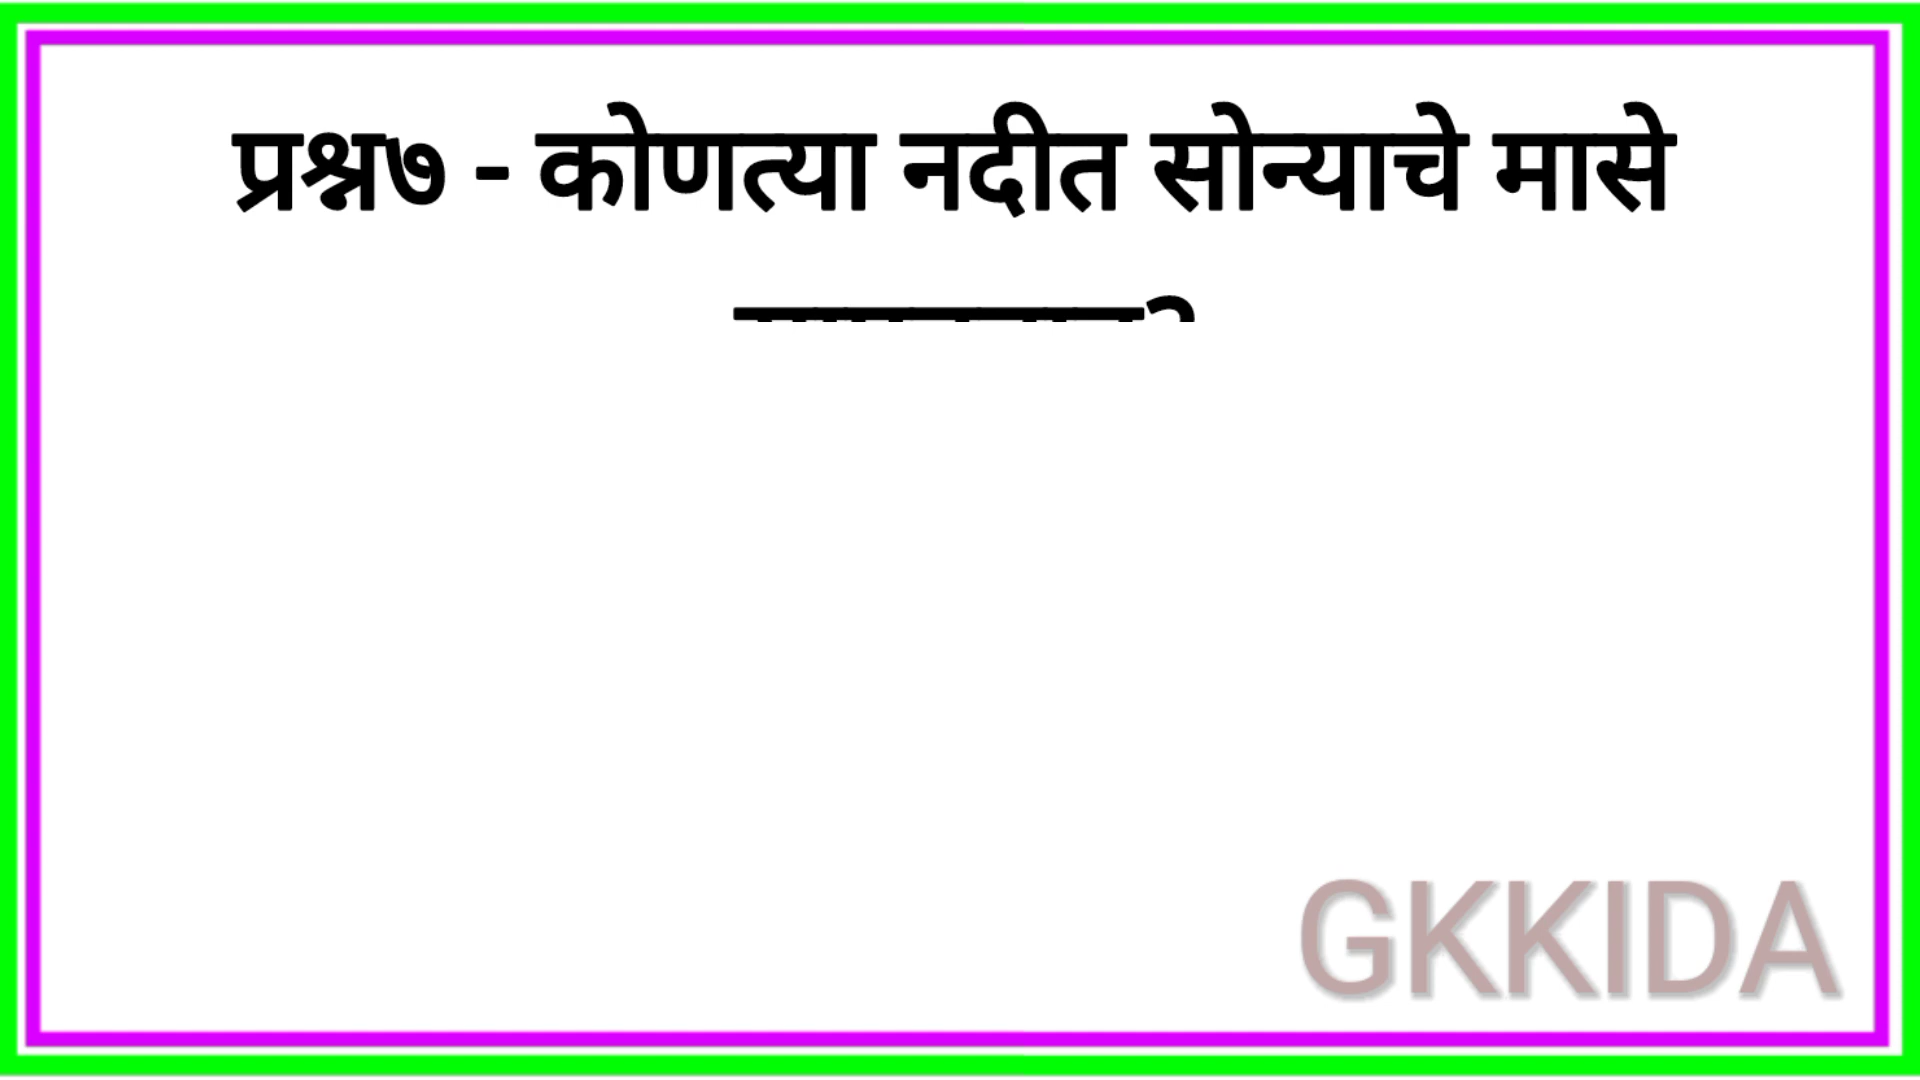 प्रश्न७ - कोणत्या नदीत सोन्याचे मासे
GKKIDA